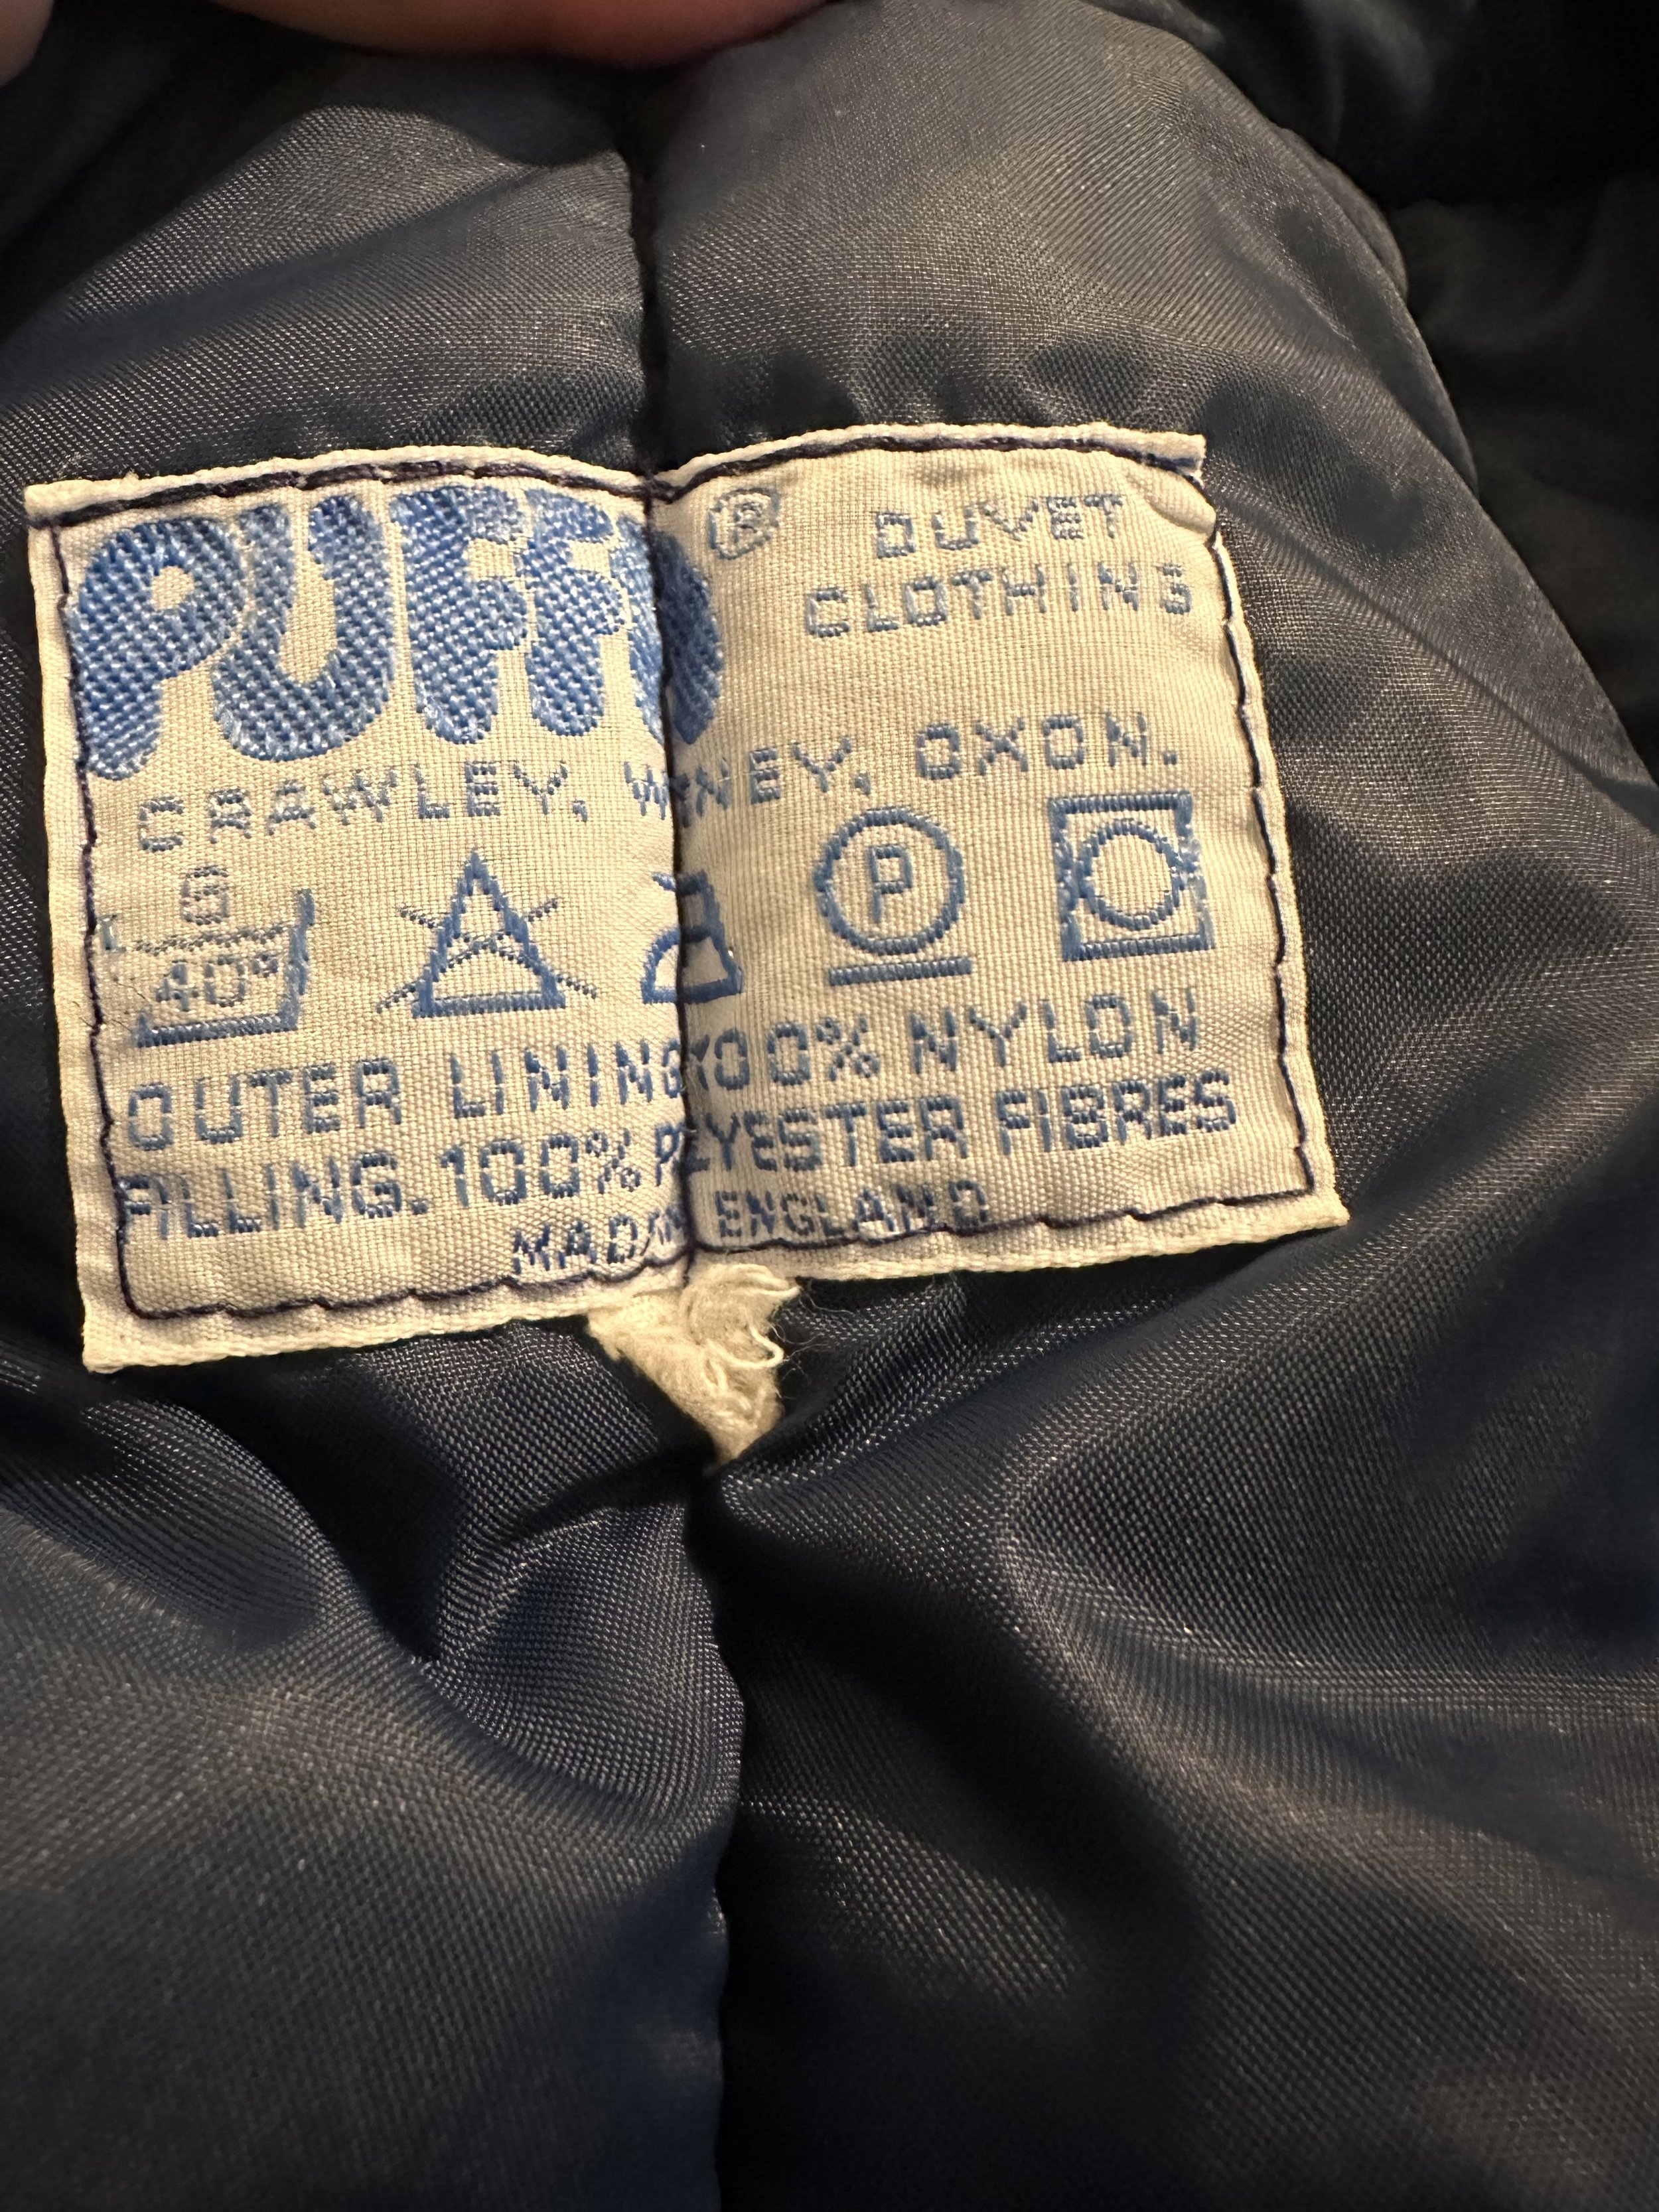 PUFFA ®
DUVET
CLOTHING
CRAWLEY, WITNEY, OXON.
6
40°
P
OUTER LINING 100% NYLON
FILLING. 100% POLYESTER FIBRES
MADE IN ENGLAND